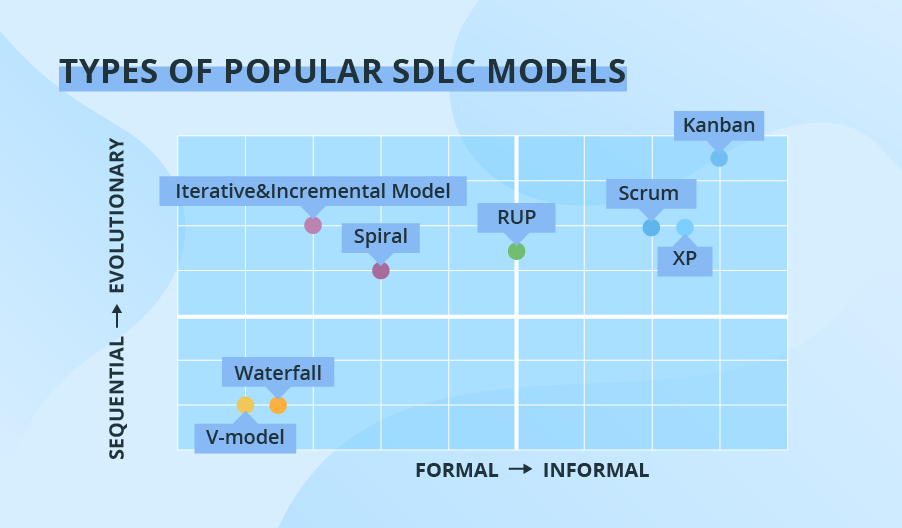 TYPES OF POPULAR SDLC MODELS
Kanban
Iterative&Incremental Model
Scrum
RUP
Spiral
XP
Waterfall
V-model
SEQUENTIAL → EVOLUTIONARY
FORMAL → INFORMAL